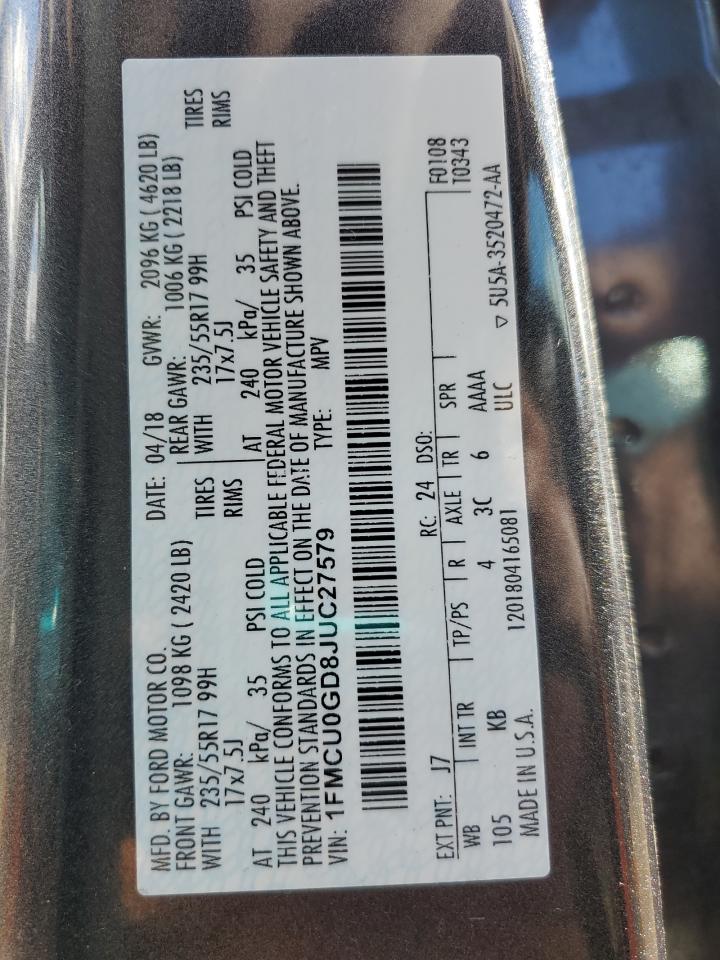 MFD. BY FORD MOTOR CO. DATE: 04/18 GVWR: 2096 KG ( 4620 LB)
FRONT GAWR: 1098 KG ( 2420 LB) REAR GAWR: 1006 KG ( 2218 LB)
WITH 235/55R17 99H TIRES WITH 235/55R17 99H TIRES
17x7.5J RIMS 17x7.5J RIMS
AT 240 kPa/ 35 PSI COLD AT 240 kPa/ 35 PSI COLD
THIS VEHICLE CONFORMS TO ALL APPLICABLE FEDERAL MOTOR VEHICLE SAFETY AND THEFT
PREVENTION STANDARDS IN EFFECT ON THE DATE OF MANUFACTURE SHOWN ABOVE.
VIN: 1FMCU0GD8JUC27579 TYPE: MPV
EXT PNT: J7 RC: 24 DSO: F0108
WB INT TR TP/PS R AXLE TR SPR T0343
105 KB 4 3C 6 AAAA
ULC
MADE IN U.S.A. 1201804165081 ▽ 5U5A-3520472-AA